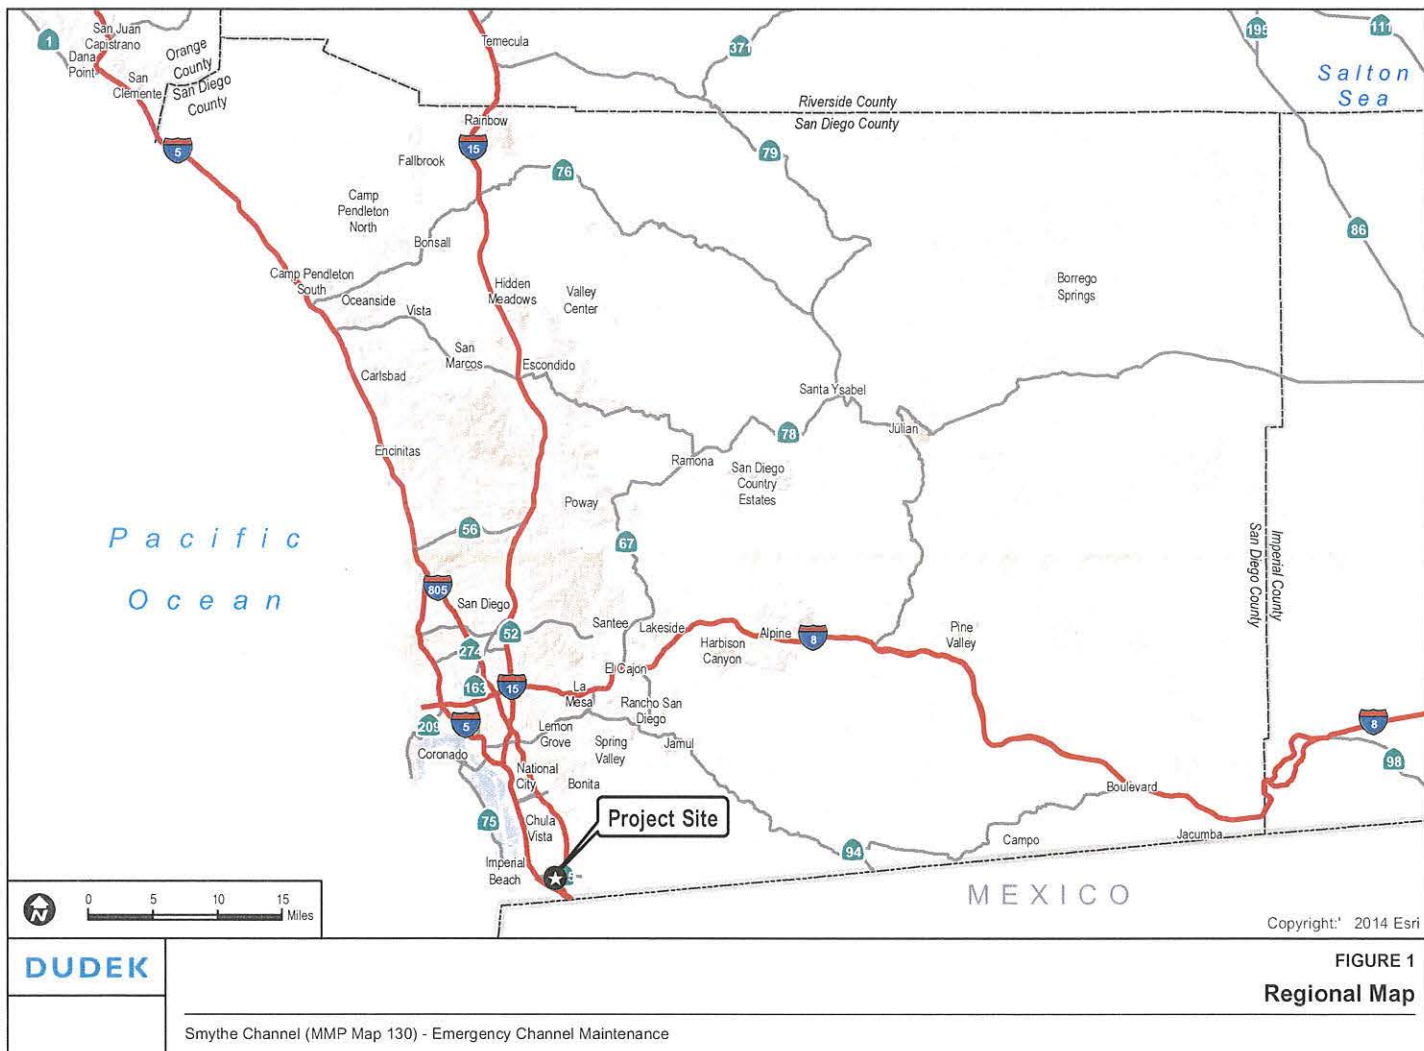 1
San Juan
Capistrano
Dana
Point
San
Clemente
Orange
County
San Diego
County
5
Temecula
371
195
111
Salton
Sea
Riverside County
San Diego County
Rainbow
15
Fallbrook
76
79
Camp
Pendleton
North
Bonsall
86
Camp Pendleton
South
Oceanside
Vista
Hidden
Meadows
Valley
Center
Borrego
Springs
San
Marcos
Escondido
Carlsbad
Santa Ysabel
78
Julian
Encinitas
Ramona
San Diego
Country
Estates
Poway
Pacific
Ocean
56
67
Imperial County
San Diego County
805
San Diego
52
274
163
15
Santee
Lakeside
Harbison
Canyon
Alpine
8
Pine
Valley
El Cajon
La
Mesa
Rancho San
Diego
209
5
Coronado
Lemon
Grove
Spring
Valley
Jamul
8
98
National
City
Bonita
Boulevard
75
Chula
Vista
Project Site
Imperial
Beach
94
Campo
Jacumba
MEXICO
N
0 5 10 15
Miles
Copyright:' 2014 Esri
DUDEK
FIGURE 1
Regional Map
Smythe Channel (MMP Map 130) - Emergency Channel Maintenance